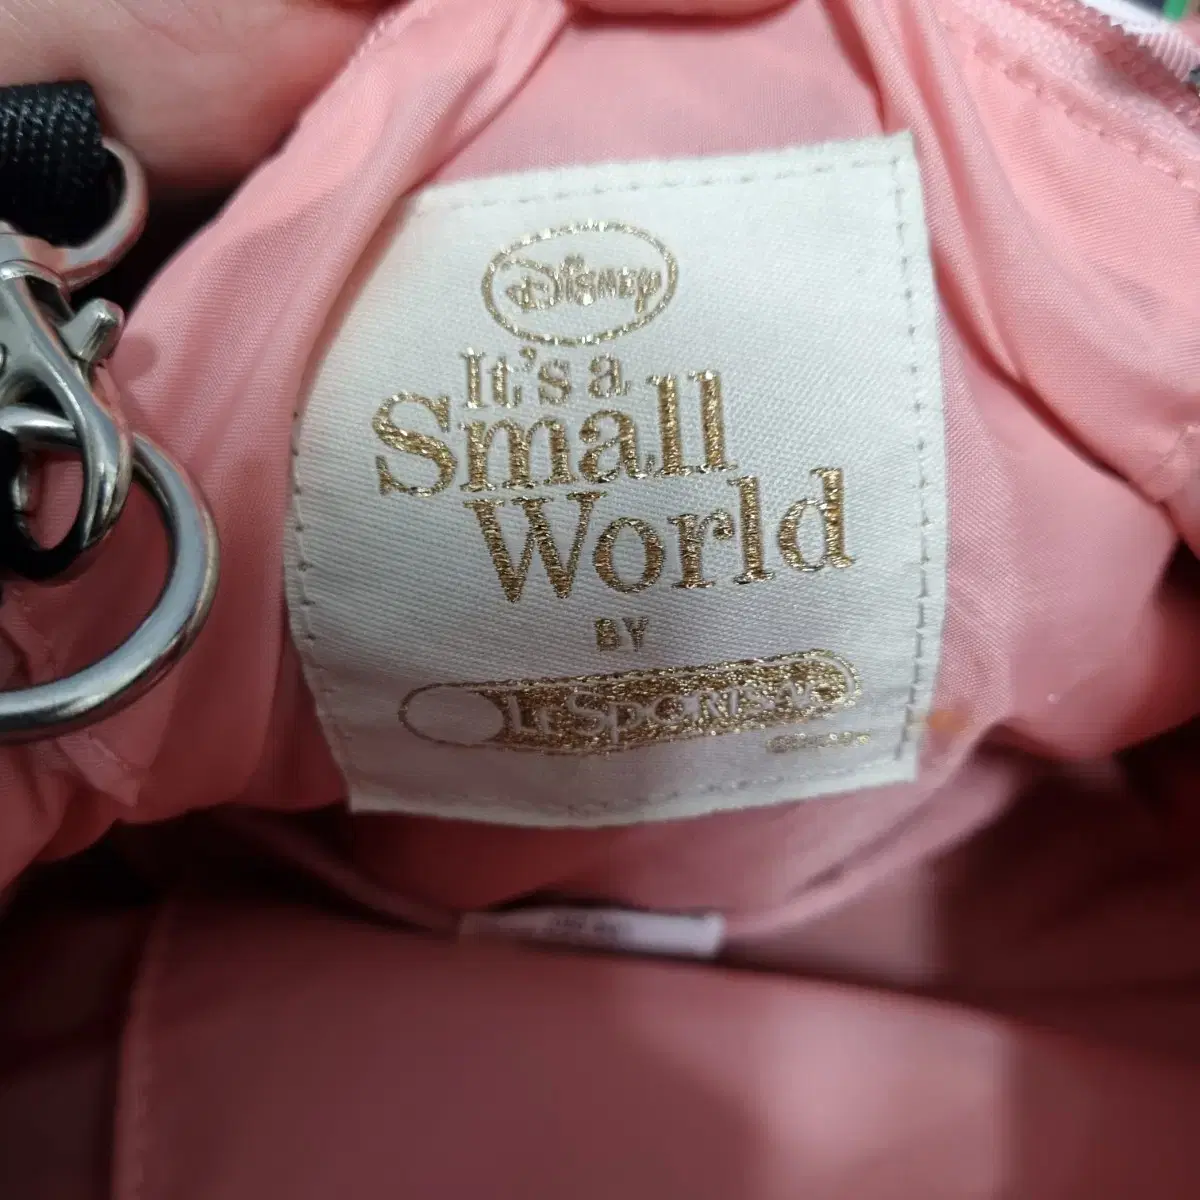 Disney
It's a
Small
World
BY
LeSportsac